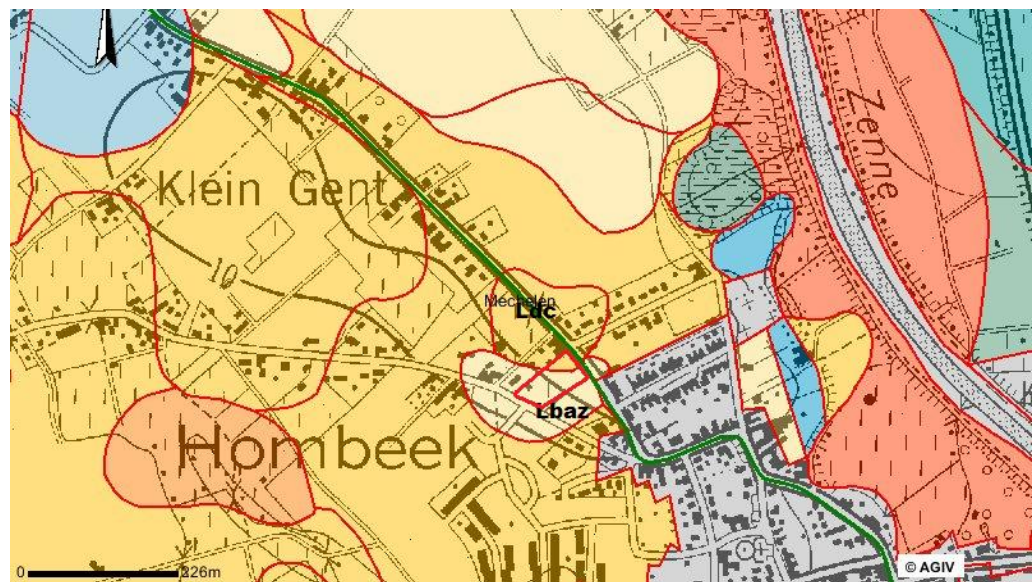 Zenne
Klein Gent
10
Mechelen
Ldc
Lbaz
Hombeek
0 226m
© AGIV